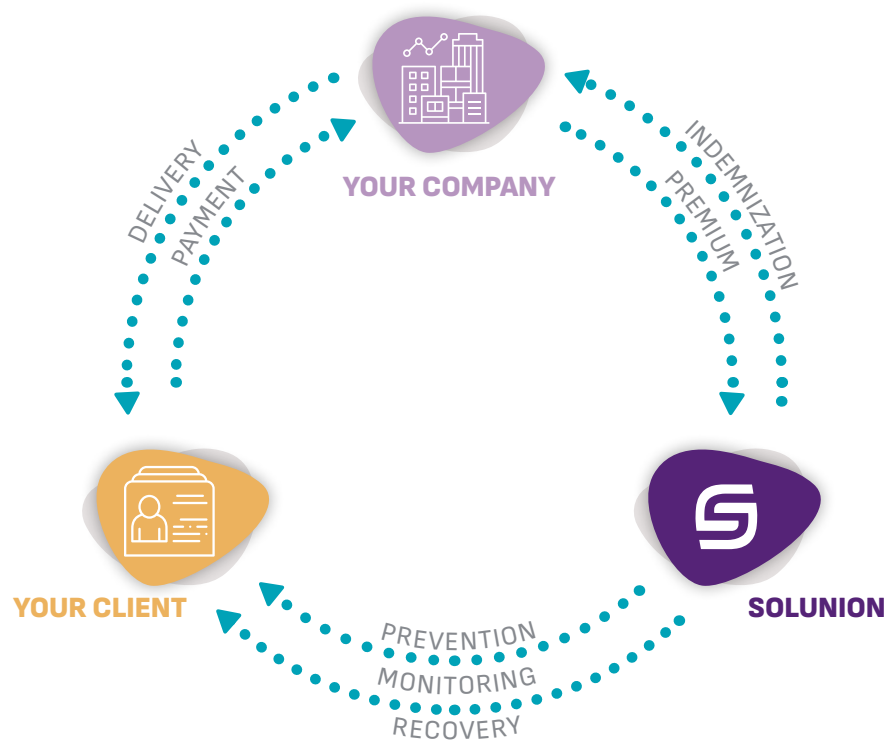 YOUR COMPANY
DELIVERY
PAYMENT
INDEMNIZATION
PREMIUM
YOUR CLIENT
SOLUNION
PREVENTION
MONITORING
RECOVERY